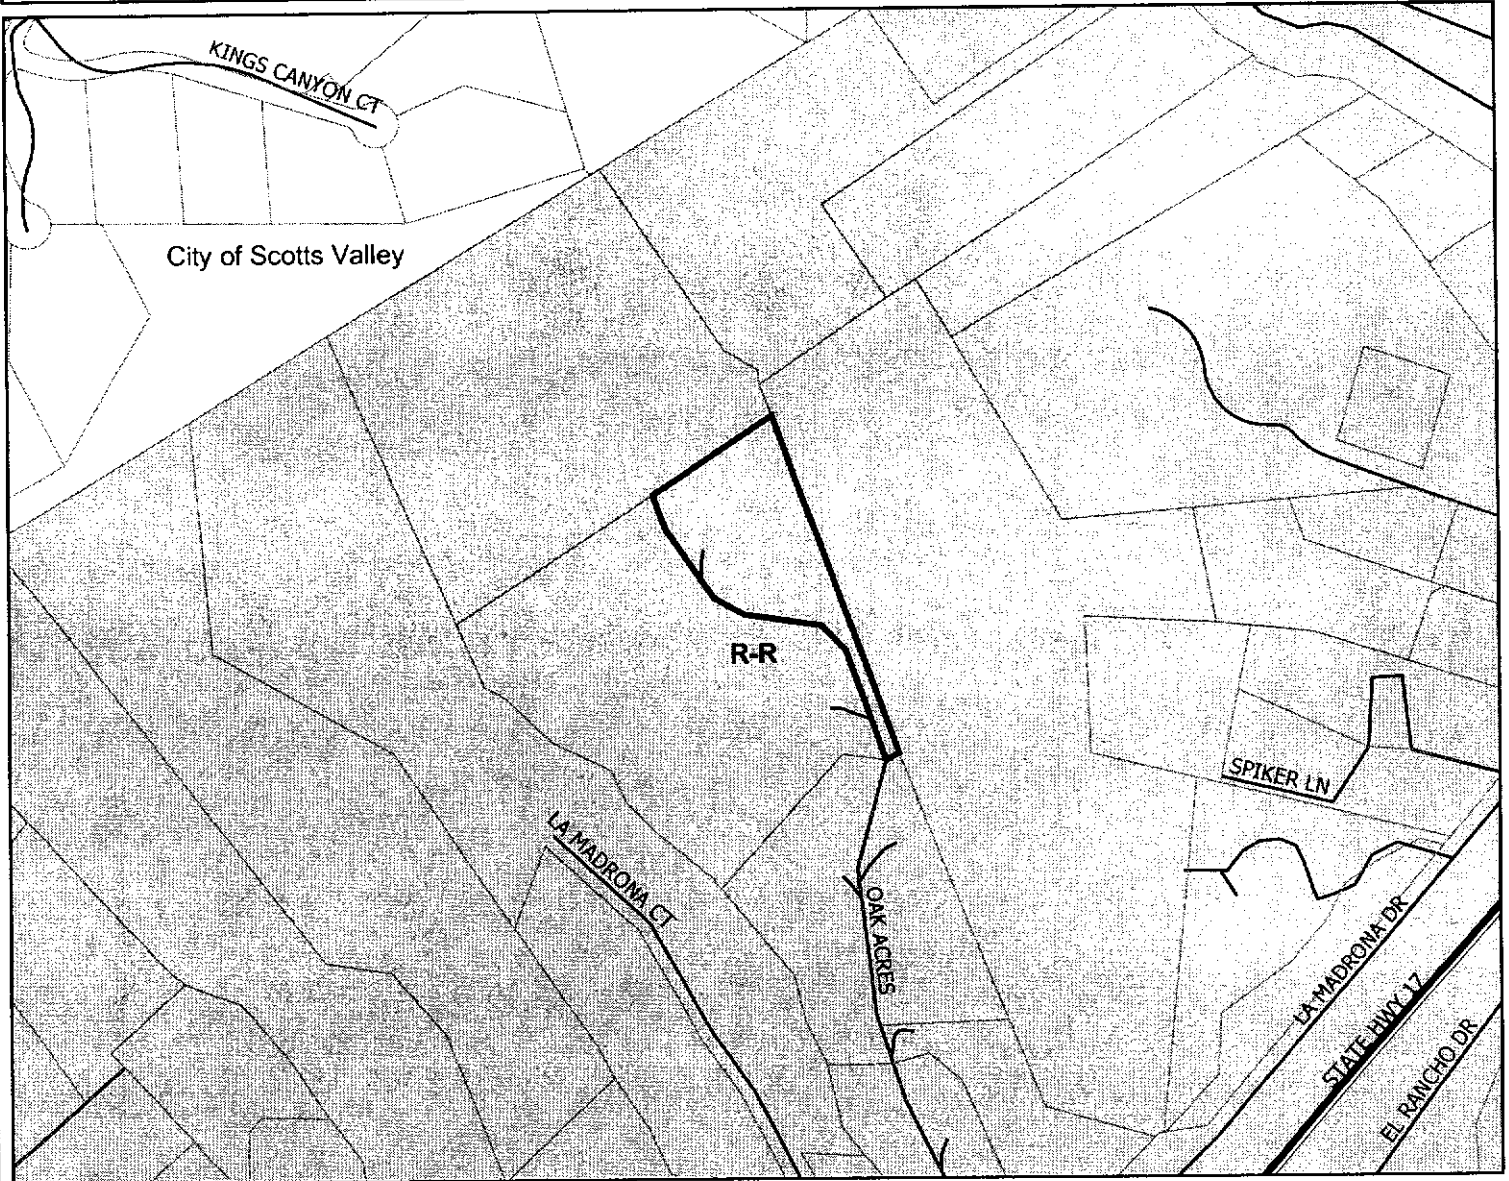 KINGS CANYON CT
City of Scotts Valley
R-R
SPIKER LN
LA MADRONA CT
OAK ACRES
LA MADRONA DR
STATE HWY 17
EL RANCHO DR